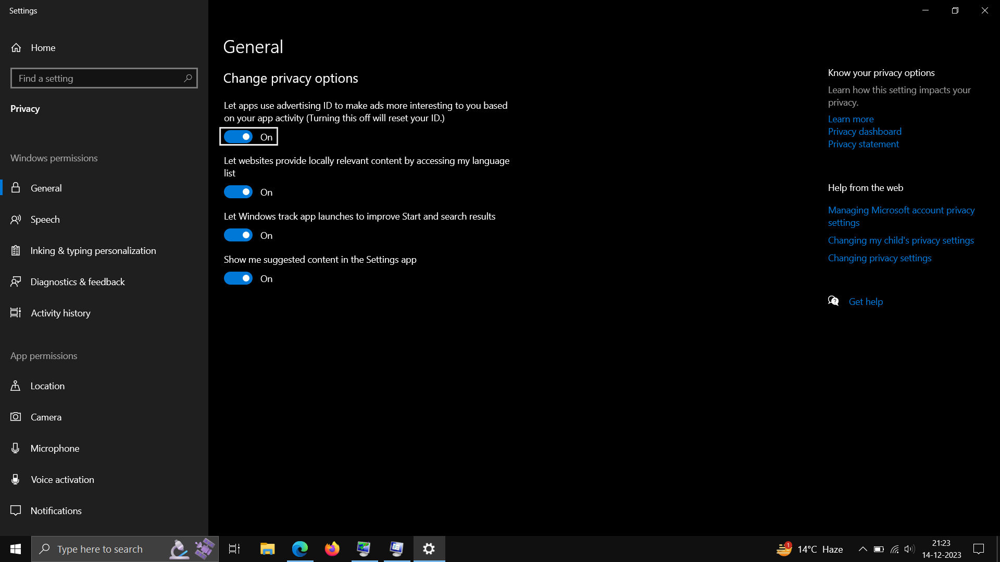 Settings
Home
Find a setting
Privacy
Windows permissions
General
Speech
Inking & typing personalization
Diagnostics & feedback
Activity history
App permissions
Location
Camera
Microphone
Voice activation
Notifications
General
Change privacy options
Let apps use advertising ID to make ads more interesting to you based
on your app activity (Turning this off will reset your ID.)
On
Let websites provide locally relevant content by accessing my language
list
On
Let Windows track app launches to improve Start and search results
On
Show me suggested content in the Settings app
On
Know your privacy options
Learn how this setting impacts your
privacy.
Learn more
Privacy dashboard
Privacy statement
Help from the web
Managing Microsoft account privacy
settings
Changing my child's privacy settings
Changing privacy settings
Get help
Type here to search
1
14°C Haze
21:23
14-12-2023